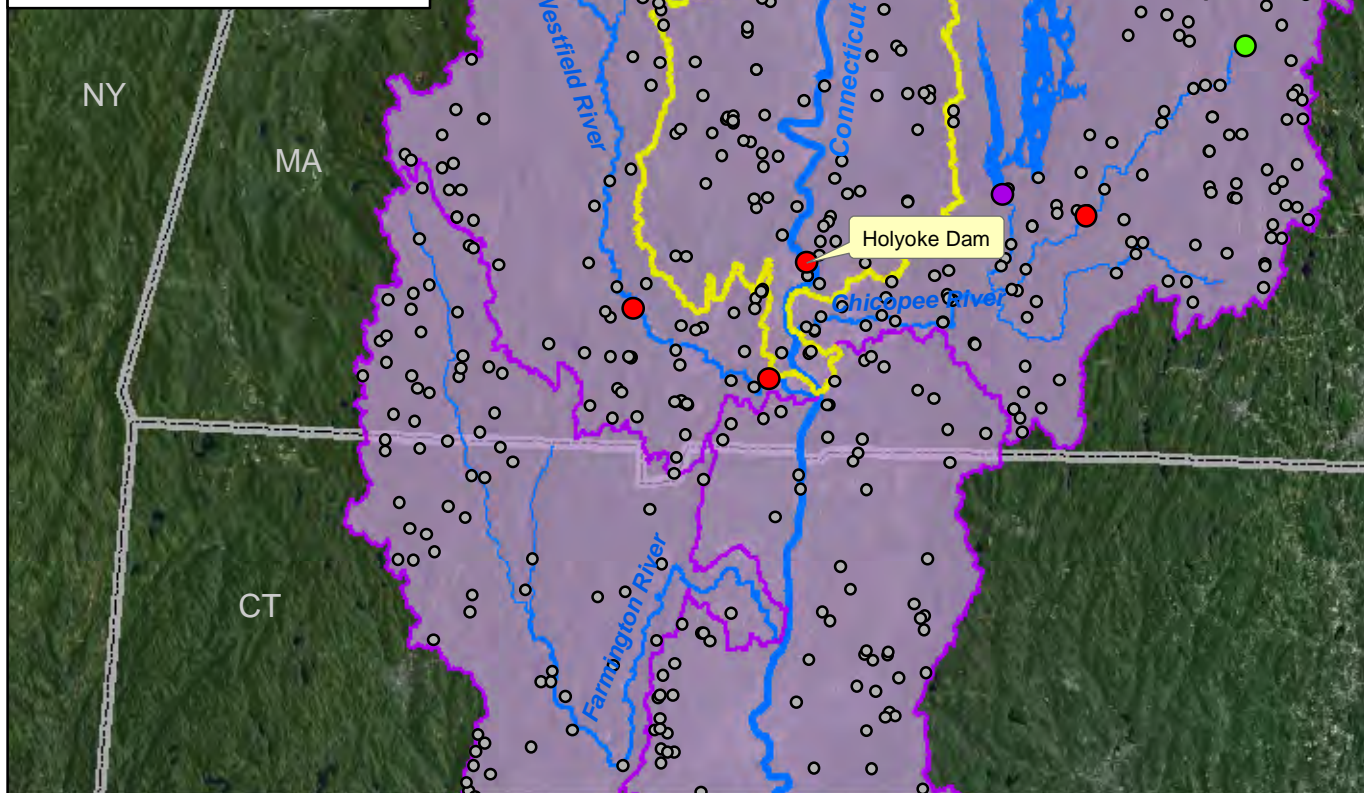 Westfield River
Connecticut
NY
MA
Holyoke Dam
Chicopee River
CT
Farmington River